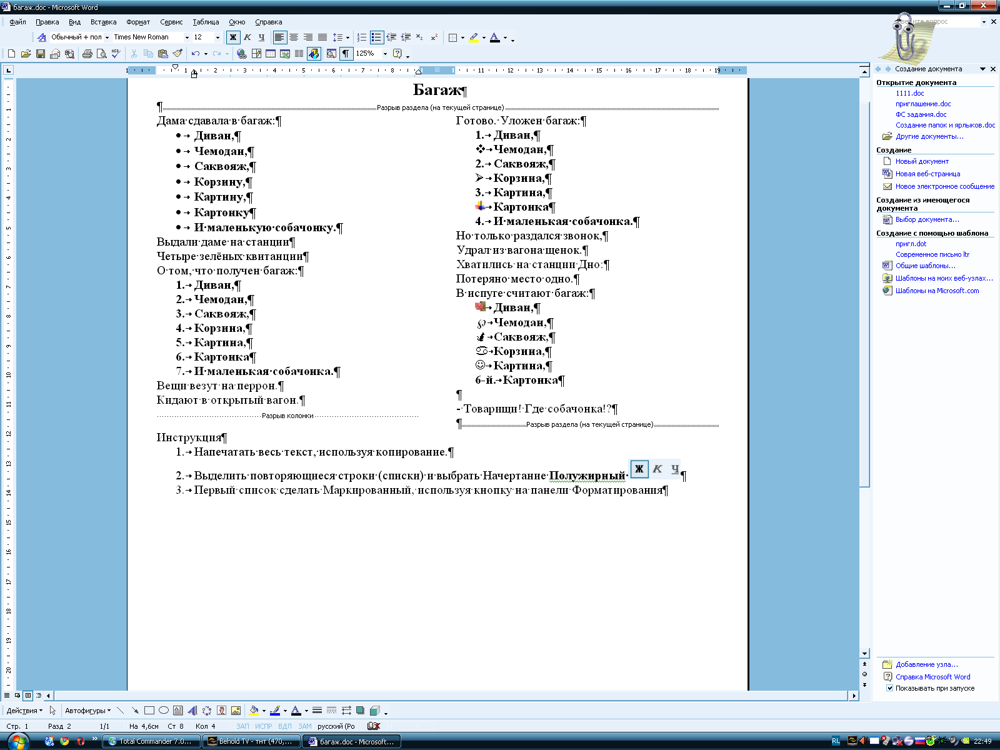 багаж.doc - Microsoft Word
Файл Правка Вид Вставка Формат Сервис Таблица Окно Справка
Обычный + пол Times New Roman 12 Ж К Ч
125%
Создание документа
Открытие документа
1111.doc
приглашение.doc
ФС задания.doc
Создание папок и ярлыков.doc
Другие документы...
Создание
Новый документ
Новая веб-страница
Новое электронное сообщение
Создание из имеющегося документа
Выбор документа...
Создание с помощью шаблона
пригл.dot
Современное письмо ltr
Общие шаблоны...
Шаблоны на моих веб-узлах...
Шаблоны на Microsoft.com
Добавление узла...
Справка Microsoft Word
Показывать при запуске
Багаж¶
¶ Разрыв раздела (на текущей странице)
Дама сдавала в багаж:¶
• Диван,¶
• Чемодан,¶
• Саквояж,¶
• Корзину,¶
• Картину,¶
• Картонку¶
• И маленькую собачонку.¶
Выдали даме на станции¶
Четыре зелёных квитанции¶
О том, что получен багаж:¶
1. Диван,¶
2. Чемодан,¶
3. Саквояж,¶
4. Корзина,¶
5. Картина,¶
6. Картонка¶
7. И маленькая собачонка.¶
Вещи везут на перрон.¶
Кидают в открытый вагон.¶
Разрыв колонки
Готово. Уложен багаж:¶
1. Диван,¶
❖ Чемодан,¶
2. Саквояж,¶
➢ Корзина,¶
3. Картина,¶
Картонка¶
4. И маленькая собачонка.¶
Но только раздался звонок,¶
Удрал из вагона щенок.¶
Хватились на станции Дно:¶
Потеряно место одно.¶
В испуге считают багаж:¶
Диван,¶
℘ Чемодан,¶
Саквояж,¶
♋ Корзина,¶
☺ Картина,¶
6-й. Картонка¶
¶
- Товарищи! Где собачонка!?¶
¶ Разрыв раздела (на текущей странице)
Инструкция¶
1. Напечатать весь текст, используя копирование.¶
2. Выделить повторяющиеся строки (списки) и выбрать Начертание Полужирный Ж К Ч ¶
3. Первый список сделать Маркированный, используя кнопку на панели Форматирования¶
Действия Автофигуры
Стр. 1 Разд 2 1/1 На 4,6см Ст 8 Кол 4 ЗАП ИСПР ВДЛ ЗАМ русский (Ро
Total Commander 7.0... Behold TV - тнт (470,... багаж.doc - Microsoft... RL 22:49